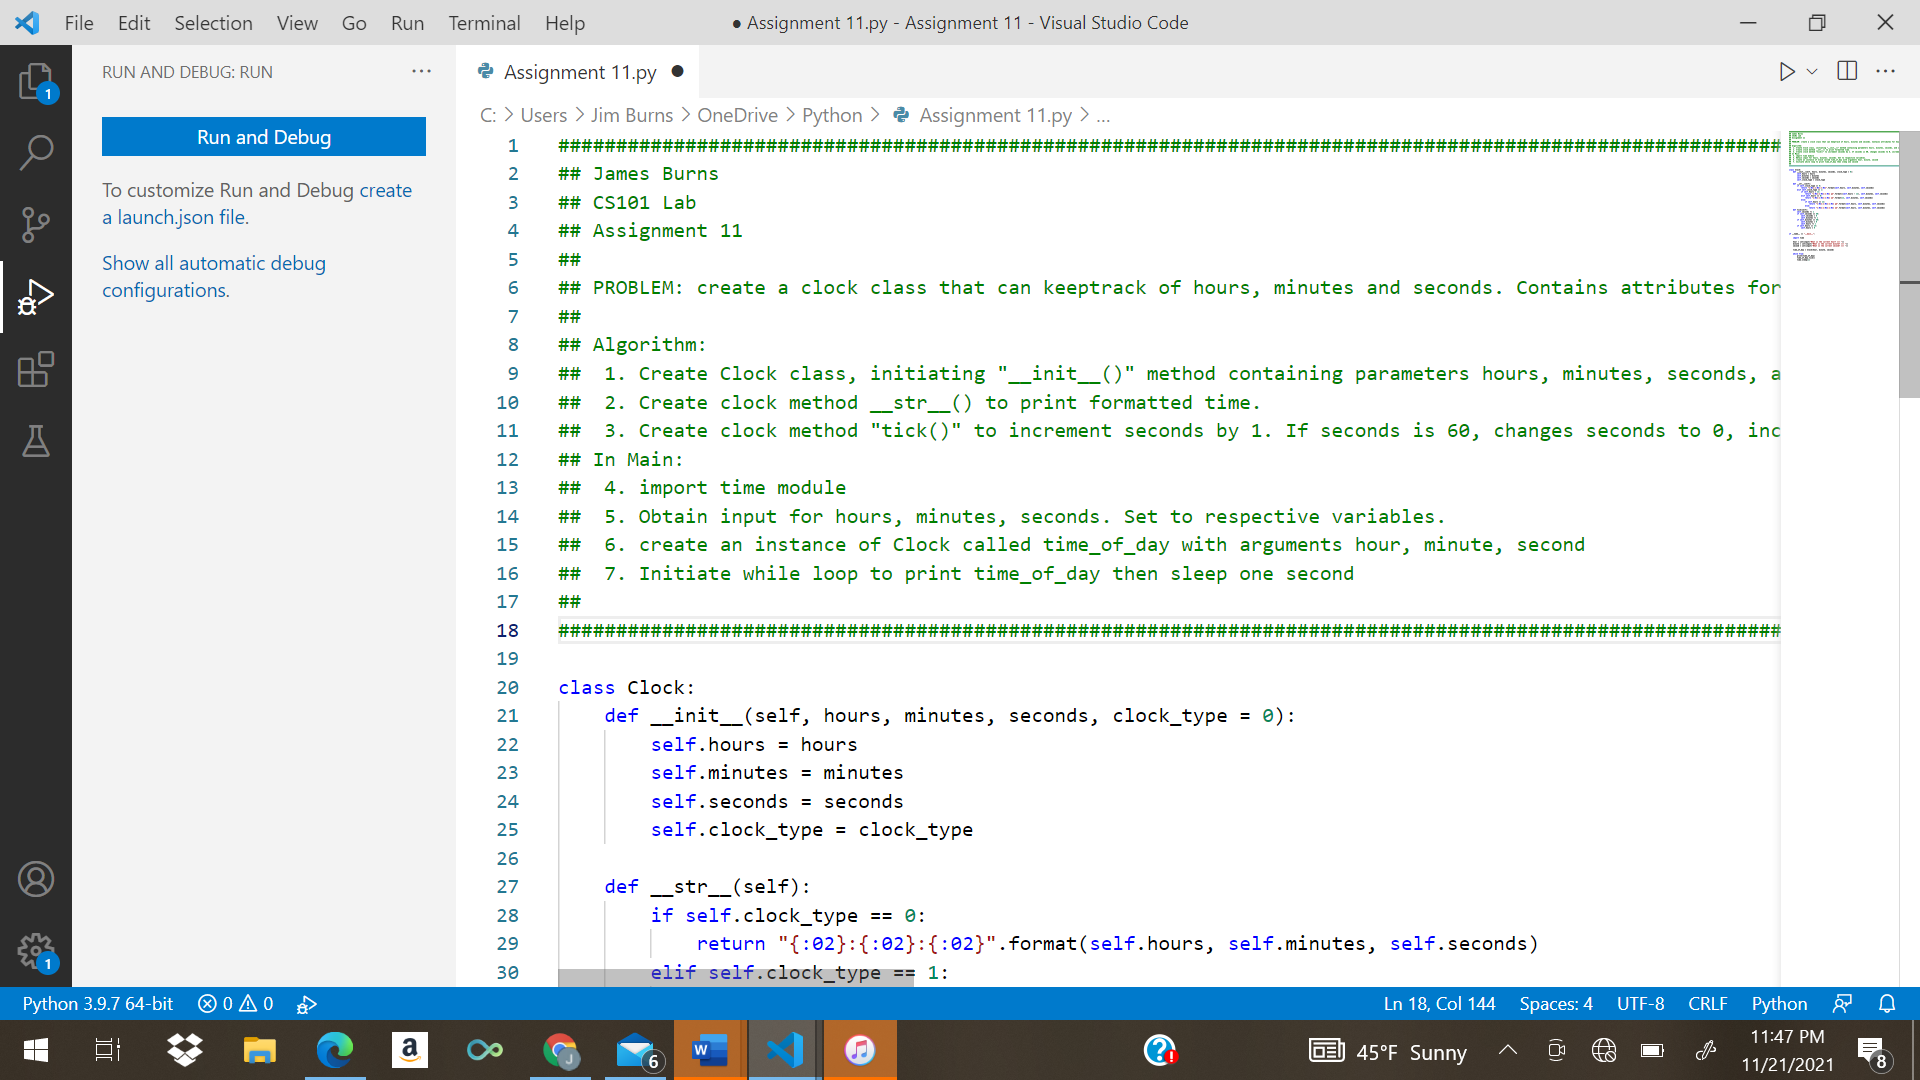 File Edit Selection View Go Run Terminal Help
● Assignment 11.py - Assignment 11 - Visual Studio Code
RUN AND DEBUG: RUN
Run and Debug
To customize Run and Debug create
a launch.json file.
Show all automatic debug
configurations.
Assignment 11.py
C: > Users > Jim Burns > OneDrive > Python > Assignment 11.py > ...
1 ##########################################################################################################
2 ## James Burns
3 ## CS101 Lab
4 ## Assignment 11
5 ##
6 ## PROBLEM: create a clock class that can keeptrack of hours, minutes and seconds. Contains attributes for
7 ##
8 ## Algorithm:
9 ##  1. Create Clock class, initiating "__init__()" method containing parameters hours, minutes, seconds, a
10 ##  2. Create clock method __str__() to print formatted time.
11 ##  3. Create clock method "tick()" to increment seconds by 1. If seconds is 60, changes seconds to 0, inc
12 ## In Main:
13 ##  4. import time module
14 ##  5. Obtain input for hours, minutes, seconds. Set to respective variables.
15 ##  6. create an instance of Clock called time_of_day with arguments hour, minute, second
16 ##  7. Initiate while loop to print time_of_day then sleep one second
17 ##
18 ##########################################################################################################
19
20 class Clock:
21     def __init__(self, hours, minutes, seconds, clock_type = 0):
22         self.hours = hours
23         self.minutes = minutes
24         self.seconds = seconds
25         self.clock_type = clock_type
26
27     def __str__(self):
28         if self.clock_type == 0:
29             return "{:02}:{:02}:{:02}".format(self.hours, self.minutes, self.seconds)
30         elif self.clock_type == 1:
1
1
Python 3.9.7 64-bit 0 0 Ln 18, Col 144 Spaces: 4 UTF-8 CRLF Python
a J 6 W 45°F Sunny 11:47 PM
11/21/2021 8